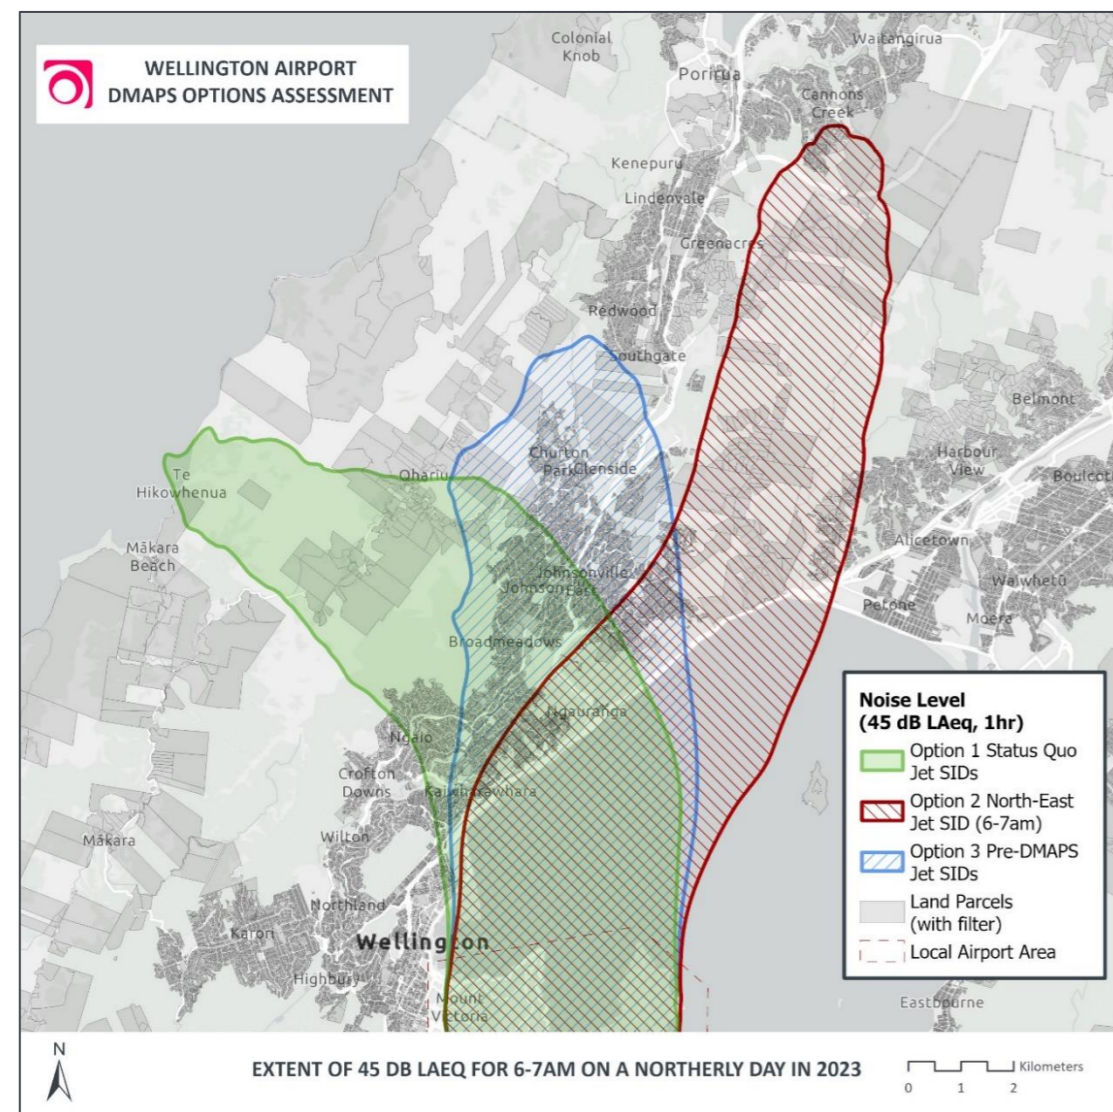 WELLINGTON AIRPORT
DMAPS OPTIONS ASSESSMENT
Colonial
Knob
Waitangirua
Porirua
Cannons
Creek
Kenepuru
Lindenvale
Greenacres
Redwood
Southgate
Belmont
Churton
Park
Glenside
Harbour
View
Boulcot
Te
Hikowhenua
Ohariu
Mākara
Beach
Alicetown
Johnsonville
Johnson
East
Waiwhetū
Petone
Moera
Broadmeadows
Ngauranga
Ngaio
Crofton
Downs
Kaiwharawhara
Mākara
Wilton
Northland
Karori
Wellington
Highbury
Mount
Victoria
Eastbourne
Noise Level
(45 dB LAeq, 1hr)
Option 1 Status Quo
Jet SIDs
Option 2 North-East
Jet SID (6-7am)
Option 3 Pre-DMAPS
Jet SIDs
Land Parcels
(with filter)
Local Airport Area
N
EXTENT OF 45 DB LAEQ FOR 6-7AM ON A NORTHERLY DAY IN 2023
Kilometers
0 1 2